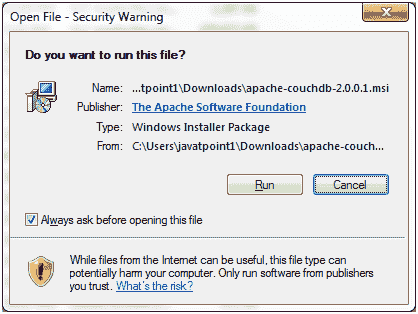 Open File - Security Warning
Do you want to run this file?
Name: ...tpoint1\Downloads\apache-couchdb-2.0.0.1.msi
Publisher: The Apache Software Foundation
Type: Windows Installer Package
From: C:\Users\javatpoint1\Downloads\apache-couch...
Run Cancel
Always ask before opening this file
While files from the Internet can be useful, this file type can
potentially harm your computer. Only run software from publishers
you trust. What's the risk?